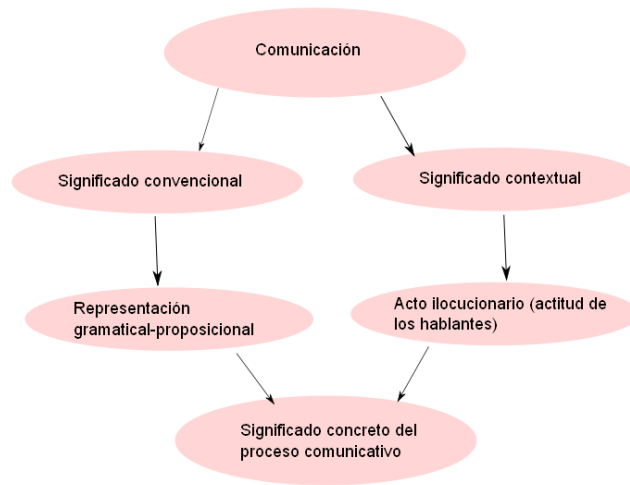 Comunicación
Significado convencional
Significado contextual
Representación
gramatical-proposicional
Acto ilocucionario (actitud de
los hablantes)
Significado concreto del
proceso comunicativo